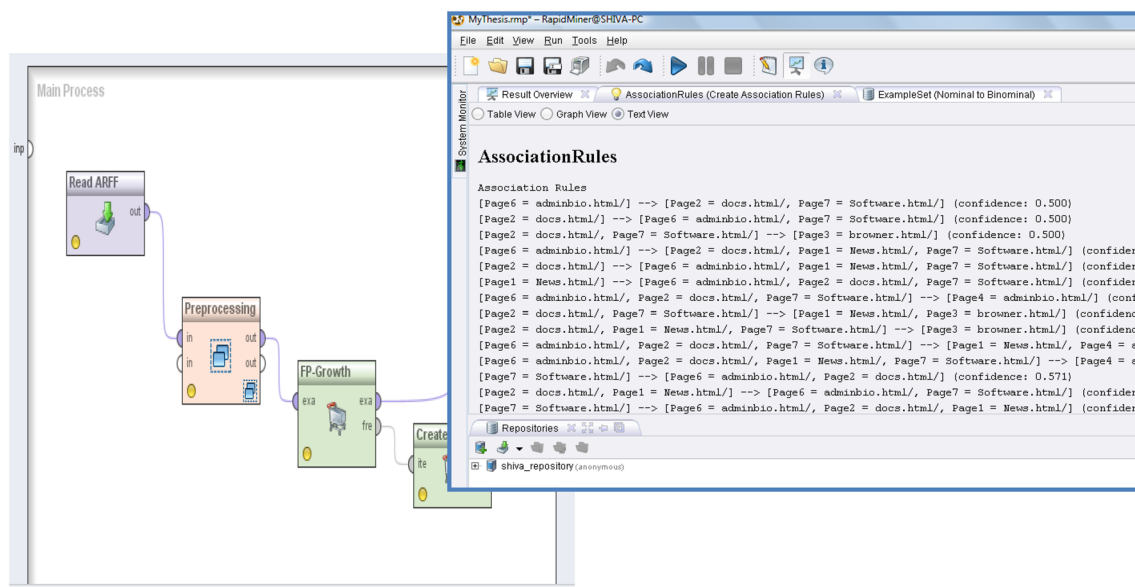 Main Process
inp
Read ARFF
out
Preprocessing
in out
in out
FP-Growth
exa exa
fre
Create
ite
MyThesis.rmp* – RapidMiner@SHIVA-PC
File Edit View Run Tools Help
System Monitor
Result Overview AssociationRules (Create Association Rules) ExampleSet (Nominal to Binominal)
Table View Graph View Text View
AssociationRules
Association Rules
[Page6 = adminbio.html/] --> [Page2 = docs.html/, Page7 = Software.html/] (confidence: 0.500)
[Page2 = docs.html/] --> [Page6 = adminbio.html/, Page7 = Software.html/] (confidence: 0.500)
[Page2 = docs.html/, Page7 = Software.html/] --> [Page3 = browner.html/] (confidence: 0.500)
[Page6 = adminbio.html/] --> [Page2 = docs.html/, Page1 = News.html/, Page7 = Software.html/] (confiden
[Page2 = docs.html/] --> [Page6 = adminbio.html/, Page1 = News.html/, Page7 = Software.html/] (confiden
[Page1 = News.html/] --> [Page6 = adminbio.html/, Page2 = docs.html/, Page7 = Software.html/] (confiden
[Page6 = adminbio.html/, Page2 = docs.html/, Page7 = Software.html/] --> [Page4 = adminbio.html/] (conf
[Page2 = docs.html/, Page7 = Software.html/] --> [Page1 = News.html/, Page3 = browner.html/] (confidenc
[Page2 = docs.html/, Page1 = News.html/, Page7 = Software.html/] --> [Page3 = browner.html/] (confidenc
[Page6 = adminbio.html/, Page2 = docs.html/, Page7 = Software.html/] --> [Page1 = News.html/, Page4 = a
[Page6 = adminbio.html/, Page2 = docs.html/, Page1 = News.html/, Page7 = Software.html/] --> [Page4 = a
[Page7 = Software.html/] --> [Page6 = adminbio.html/, Page2 = docs.html/] (confidence: 0.571)
[Page2 = docs.html/, Page1 = News.html/] --> [Page6 = adminbio.html/, Page7 = Software.html/] (confiden
[Page7 = Software.html/] --> [Page6 = adminbio.html/, Page2 = docs.html/, Page1 = News.html/] (confiden
Repositories
shiva_repository (anonymous)